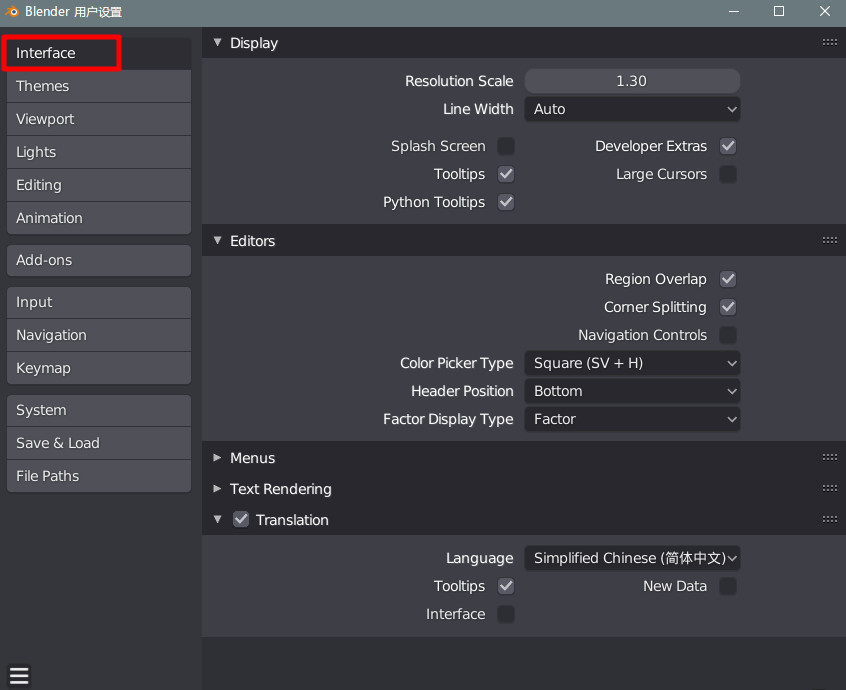 Blender 用户设置
Interface
Themes
Viewport
Lights
Editing
Animation
Add-ons
Input
Navigation
Keymap
System
Save & Load
File Paths
Display
Resolution Scale 1.30
Line Width Auto
Splash Screen Developer Extras
Tooltips Large Cursors
Python Tooltips
Editors
Region Overlap
Corner Splitting
Navigation Controls
Color Picker Type Square (SV + H)
Header Position Bottom
Factor Display Type Factor
Menus
Text Rendering
Translation
Language Simplified Chinese (简体中文)
Tooltips New Data
Interface